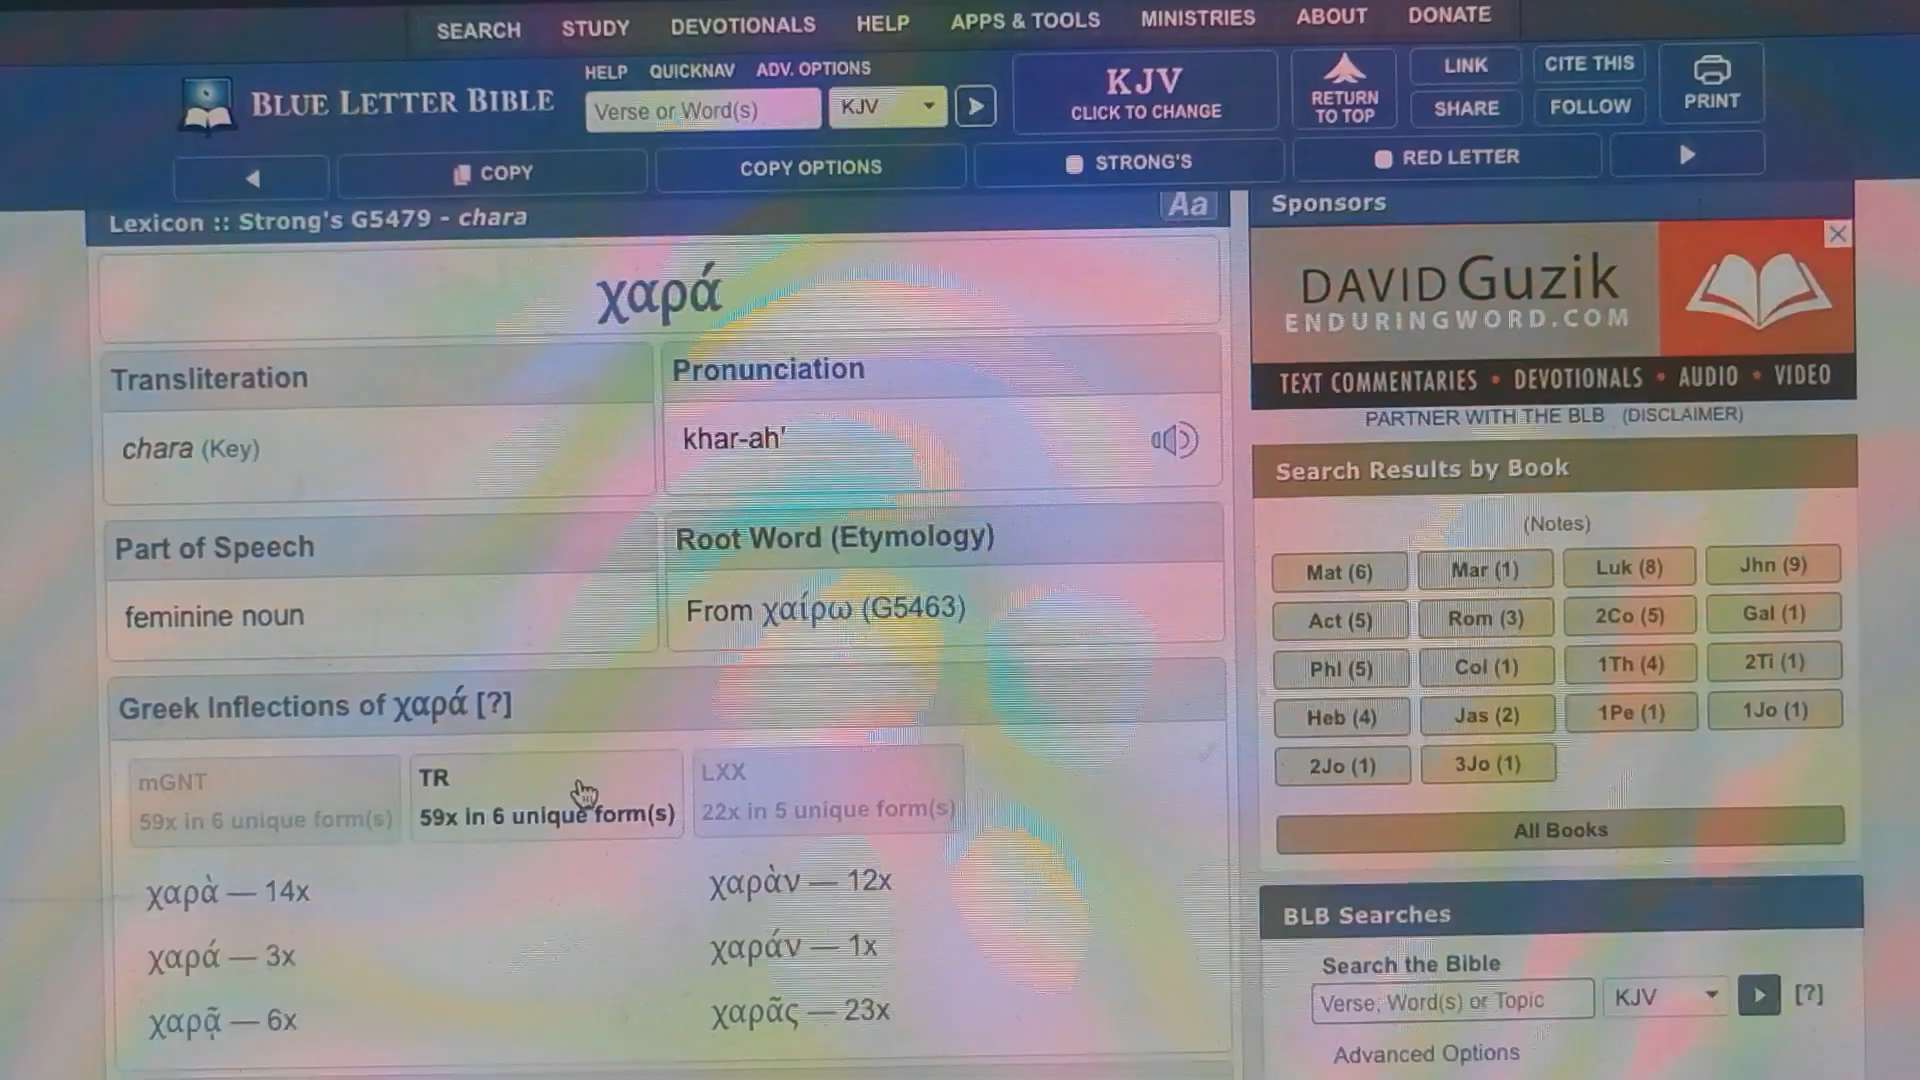 SEARCH STUDY DEVOTIONALS HELP APPS & TOOLS MINISTRIES ABOUT DONATE
BLUE LETTER BIBLE
HELP QUICKNAV ADV. OPTIONS
Verse or Word(s) KJV
KJV
CLICK TO CHANGE
RETURN
TO TOP
LINK
SHARE
CITE THIS
FOLLOW
PRINT
COPY COPY OPTIONS STRONG'S RED LETTER
Lexicon :: Strong's G5479 - chara Aa
χαρά
Transliteration
chara (Key)
Pronunciation
khar-ah'
Part of Speech
feminine noun
Root Word (Etymology)
From χαίρω (G5463)
Greek Inflections of χαρά [?]
mGNT
59x in 6 unique form(s)
TR
59x in 6 unique form(s)
LXX
22x in 5 unique form(s)
χαρὰ — 14x
χαρά — 3x
χαρᾷ — 6x
χαρὰν — 12x
χαράν — 1x
χαρᾶς — 23x
Sponsors
DAVID Guzik
ENDURINGWORD.COM
TEXT COMMENTARIES • DEVOTIONALS • AUDIO • VIDEO
PARTNER WITH THE BLB (DISCLAIMER)
Search Results by Book
(Notes)
Mat (6) Mar (1) Luk (8) Jhn (9)
Act (5) Rom (3) 2Co (5) Gal (1)
Phl (5) Col (1) 1Th (4) 2Ti (1)
Heb (4) Jas (2) 1Pe (1) 1Jo (1)
2Jo (1) 3Jo (1)
All Books
BLB Searches
Search the Bible
Verse, Word(s) or Topic KJV [?]
Advanced Options